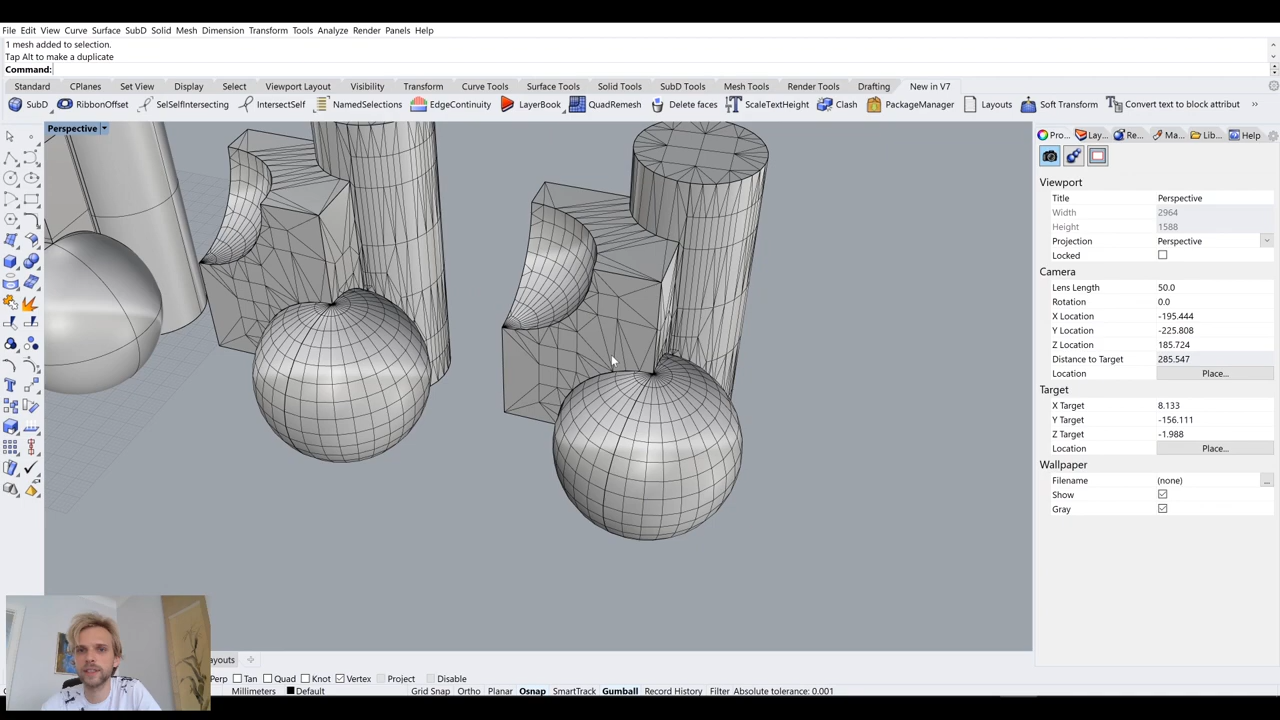 File Edit View Curve Surface SubD Solid Mesh Dimension Transform Tools Analyze Render Panels Help
1 mesh added to selection.
Tap Alt to make a duplicate
Command:
Standard CPlanes Set View Display Select Viewport Layout Visibility Transform Curve Tools Surface Tools Solid Tools SubD Tools Mesh Tools Render Tools Drafting New in V7
SubD RibbonOffset SelSelfIntersecting IntersectSelf NamedSelections EdgeContinuity LayerBook QuadRemesh Delete faces ScaleTextHeight Clash PackageManager Layouts Soft Transform Convert text to block attribut »
Perspective
Pro... Lay... Re... Ma... Lib... Help
Viewport
Title Perspective
Width 2964
Height 1588
Projection Perspective
Locked
Camera
Lens Length 50.0
Rotation 0.0
X Location -195.444
Y Location -225.808
Z Location 185.724
Distance to Target 285.547
Location Place...
Target
X Target 8.133
Y Target -156.111
Z Target -1.988
Location Place...
Wallpaper
Filename (none) ...
Show
Gray
ayouts
Perp Tan Quad Knot Vertex Project Disable
Millimeters Default Grid Snap Ortho Planar Osnap SmartTrack Gumball Record History Filter Absolute tolerance: 0.001